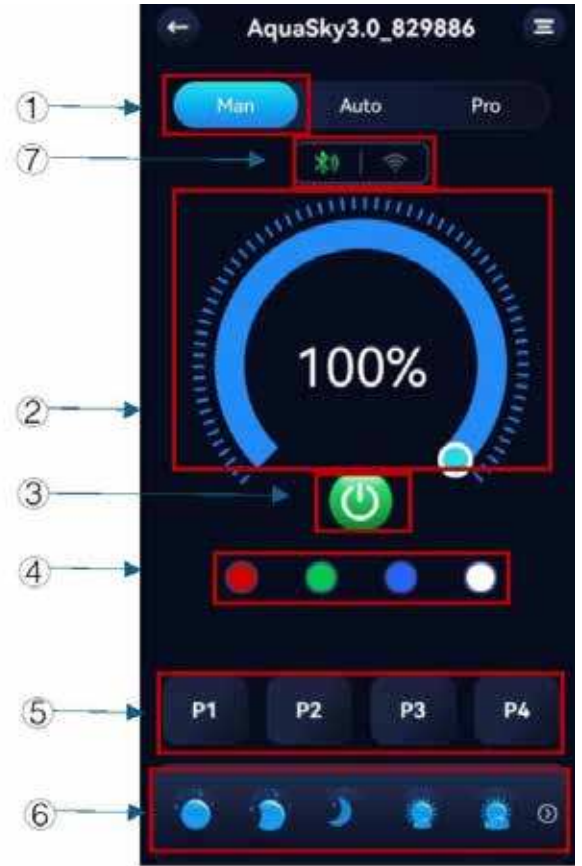 AquaSky3.0_829886
① Man Auto Pro
⑦
100%
②
③
④
⑤ P1 P2 P3 P4
⑥